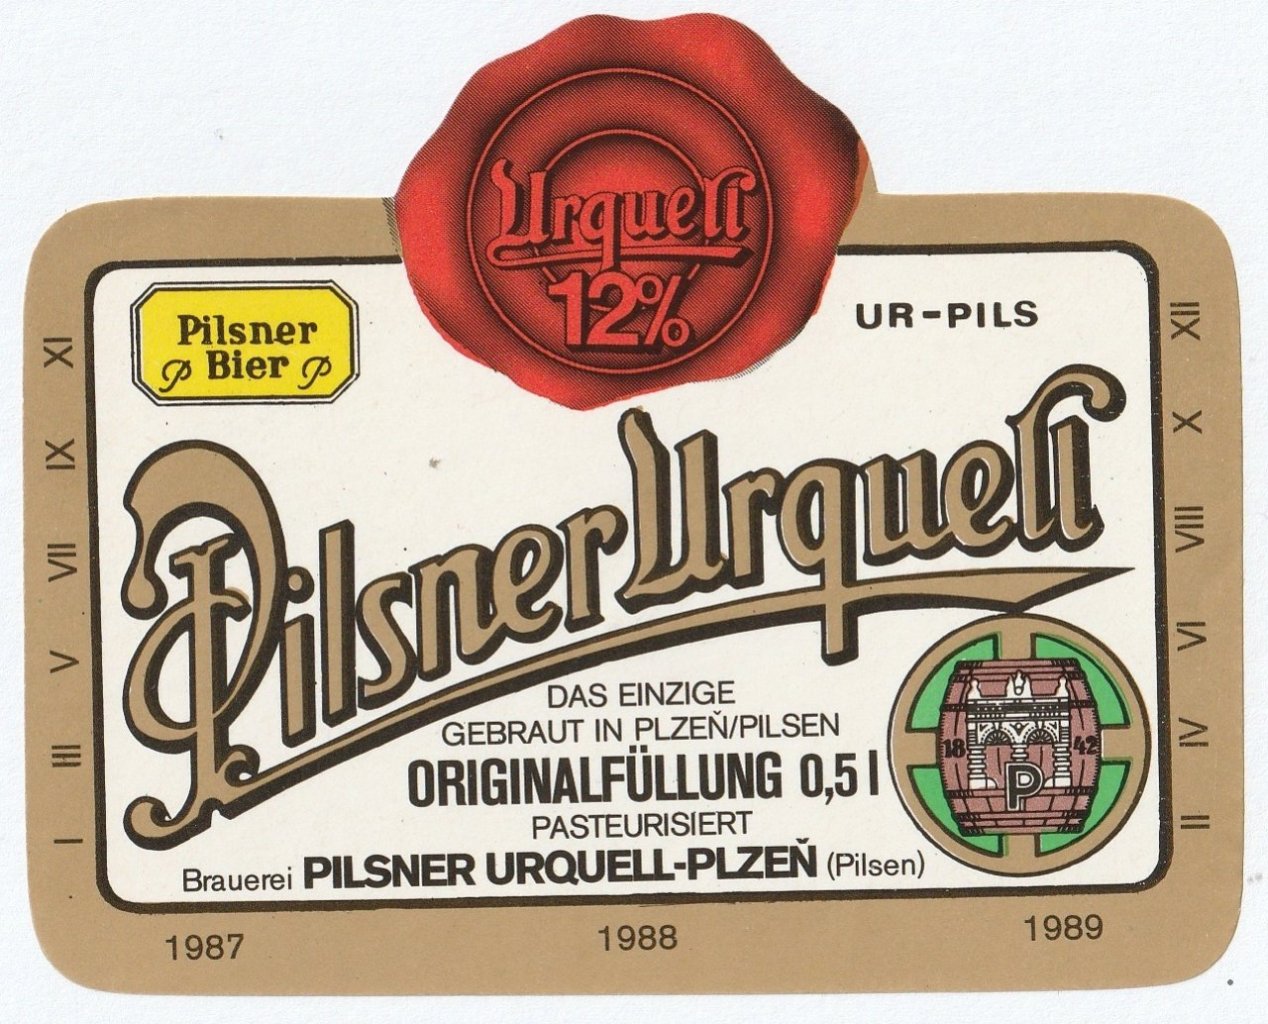 Urquell
12%
Pilsner
P Bier P
UR-PILS
Pilsner Urquell
DAS EINZIGE
GEBRAUT IN PLZEŇ/PILSEN
ORIGINALFÜLLUNG 0,5 l
PASTEURISIERT
Brauerei PILSNER URQUELL-PLZEŇ (Pilsen)
18 42
P
XI
IX
VII
V
III
I
XII
X
VIII
VI
IV
II
1987 1988 1989